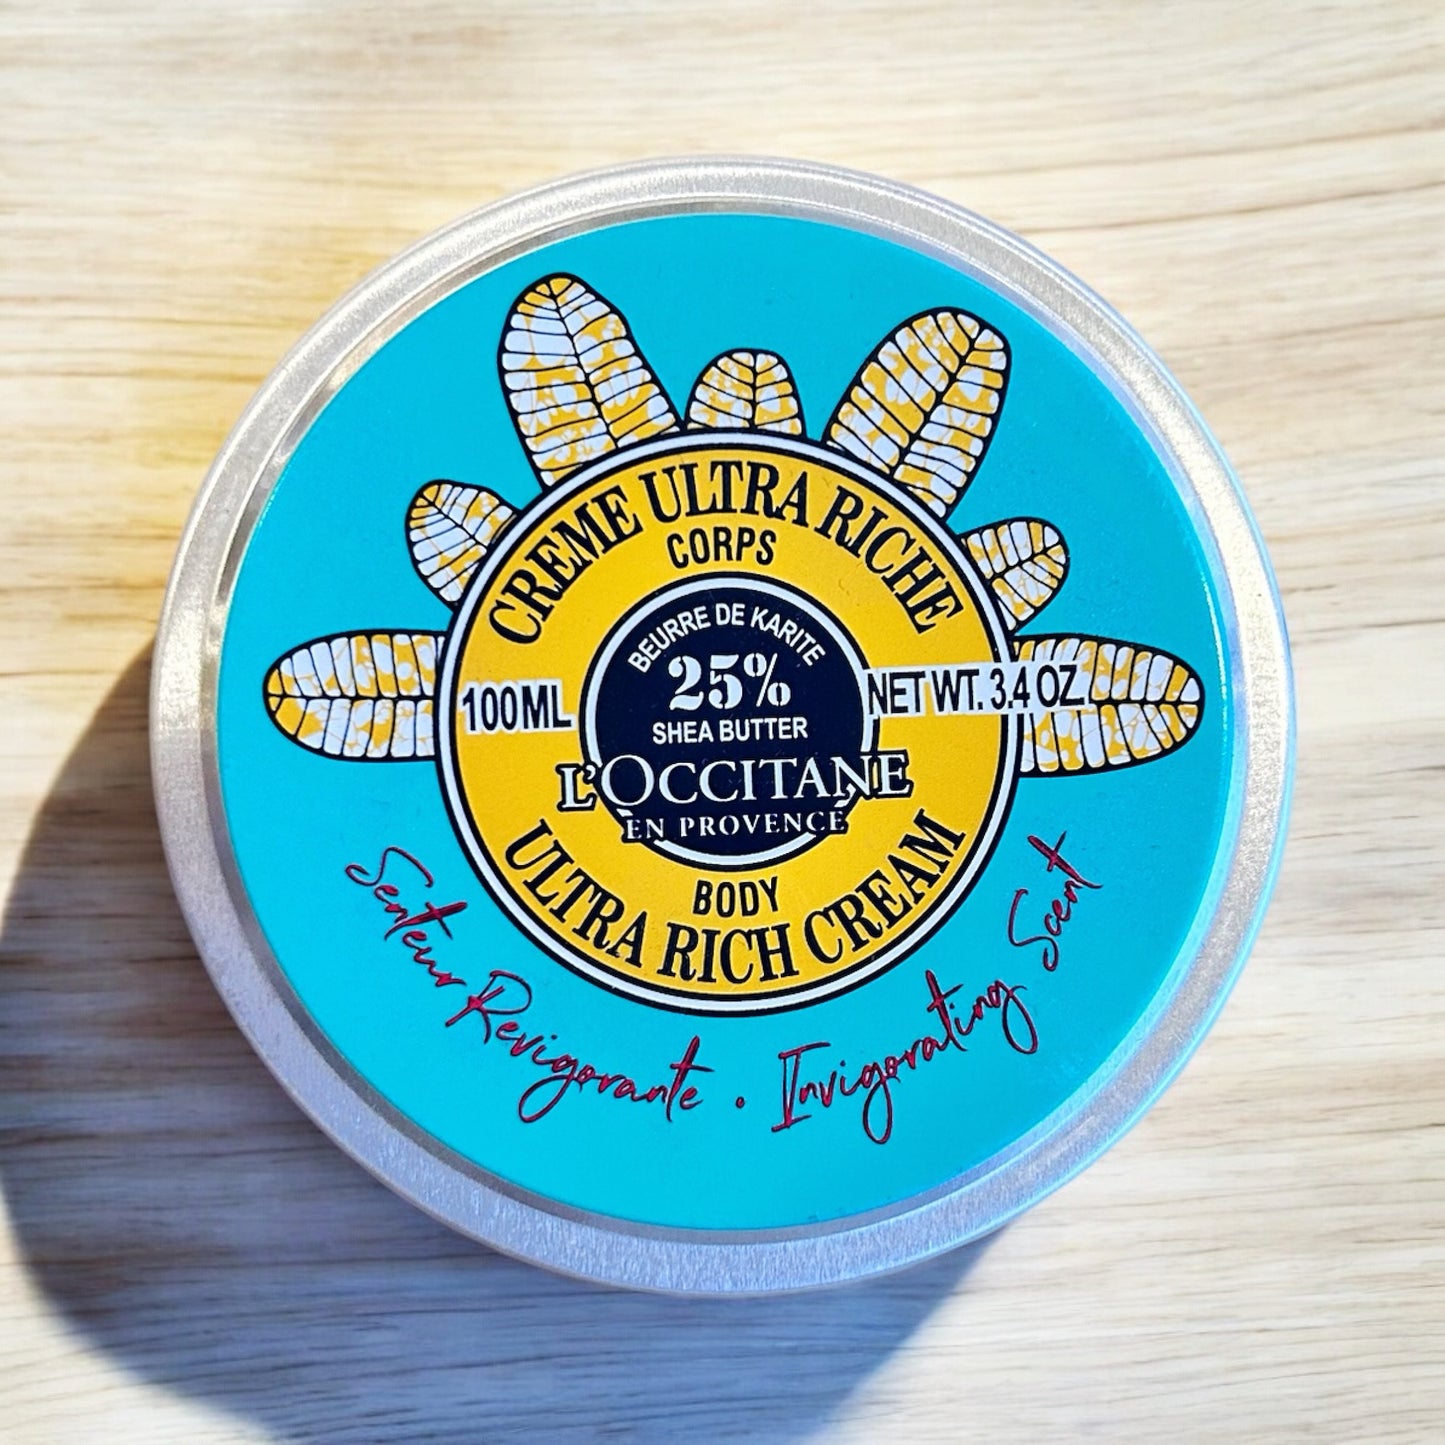 CREME ULTRA RICHE
CORPS
BEURRE DE KARITE
25%
SHEA BUTTER
100ML
NET WT. 3.4 OZ.
L'OCCITANE
EN PROVENCE
BODY
ULTRA RICH CREAM
Senteur Revigorante . Invigorating Scent